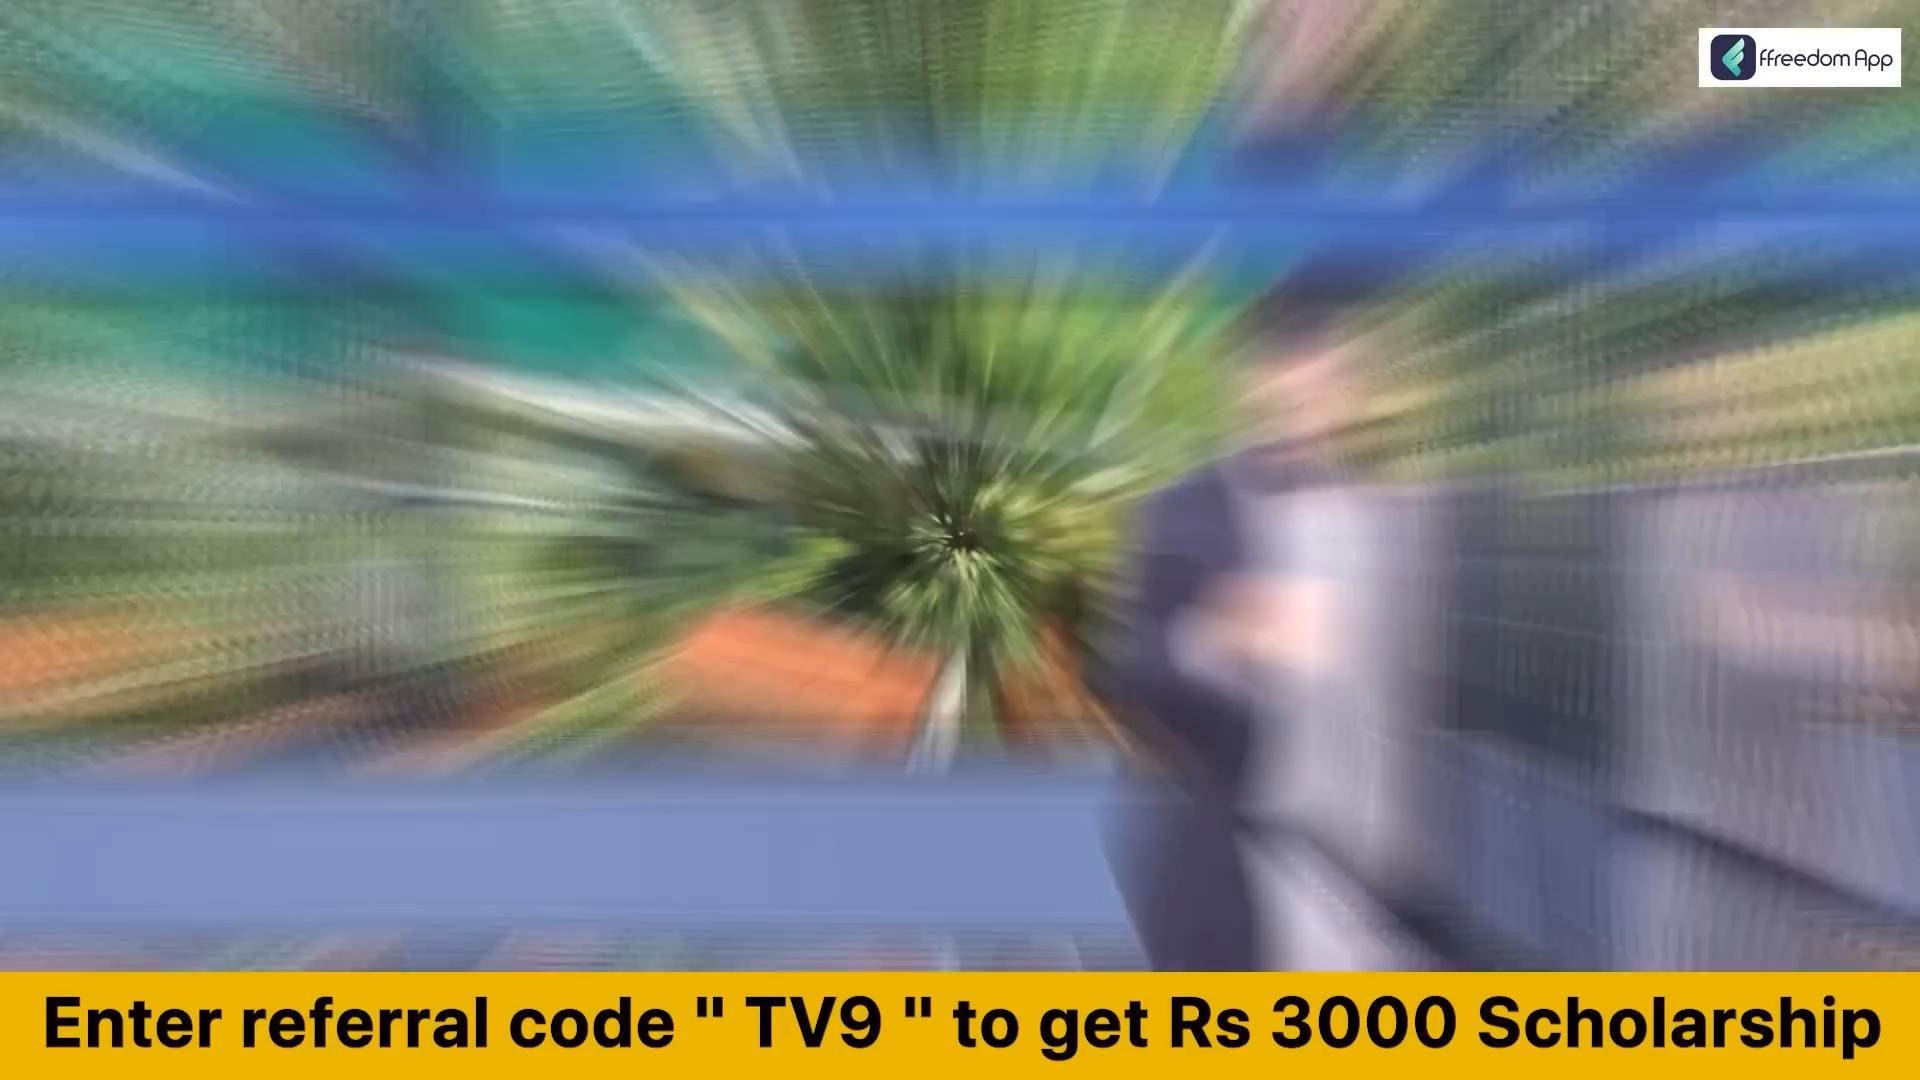 ffreedom App
Enter referral code " TV9 " to get Rs 3000 Scholarship